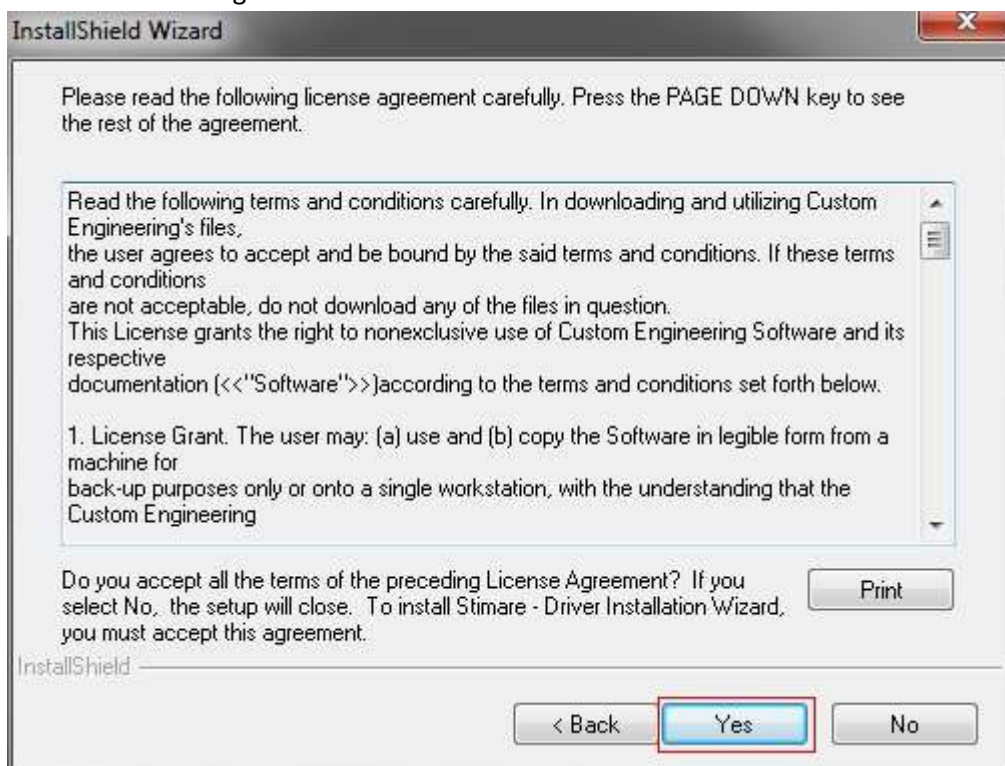 InstallShield Wizard
Please read the following license agreement carefully. Press the PAGE DOWN key to see
the rest of the agreement.
Read the following terms and conditions carefully. In downloading and utilizing Custom
Engineering's files,
the user agrees to accept and be bound by the said terms and conditions. If these terms
and conditions
are not acceptable, do not download any of the files in question.
This License grants the right to nonexclusive use of Custom Engineering Software and its
respective
documentation (<<"Software">>)according to the terms and conditions set forth below.
1. License Grant. The user may: (a) use and (b) copy the Software in legible form from a
machine for
back-up purposes only or onto a single workstation, with the understanding that the
Custom Engineering
Do you accept all the terms of the preceding License Agreement? If you
select No, the setup will close. To install Stimare - Driver Installation Wizard,
you must accept this agreement.
Print
InstallShield
< Back Yes No